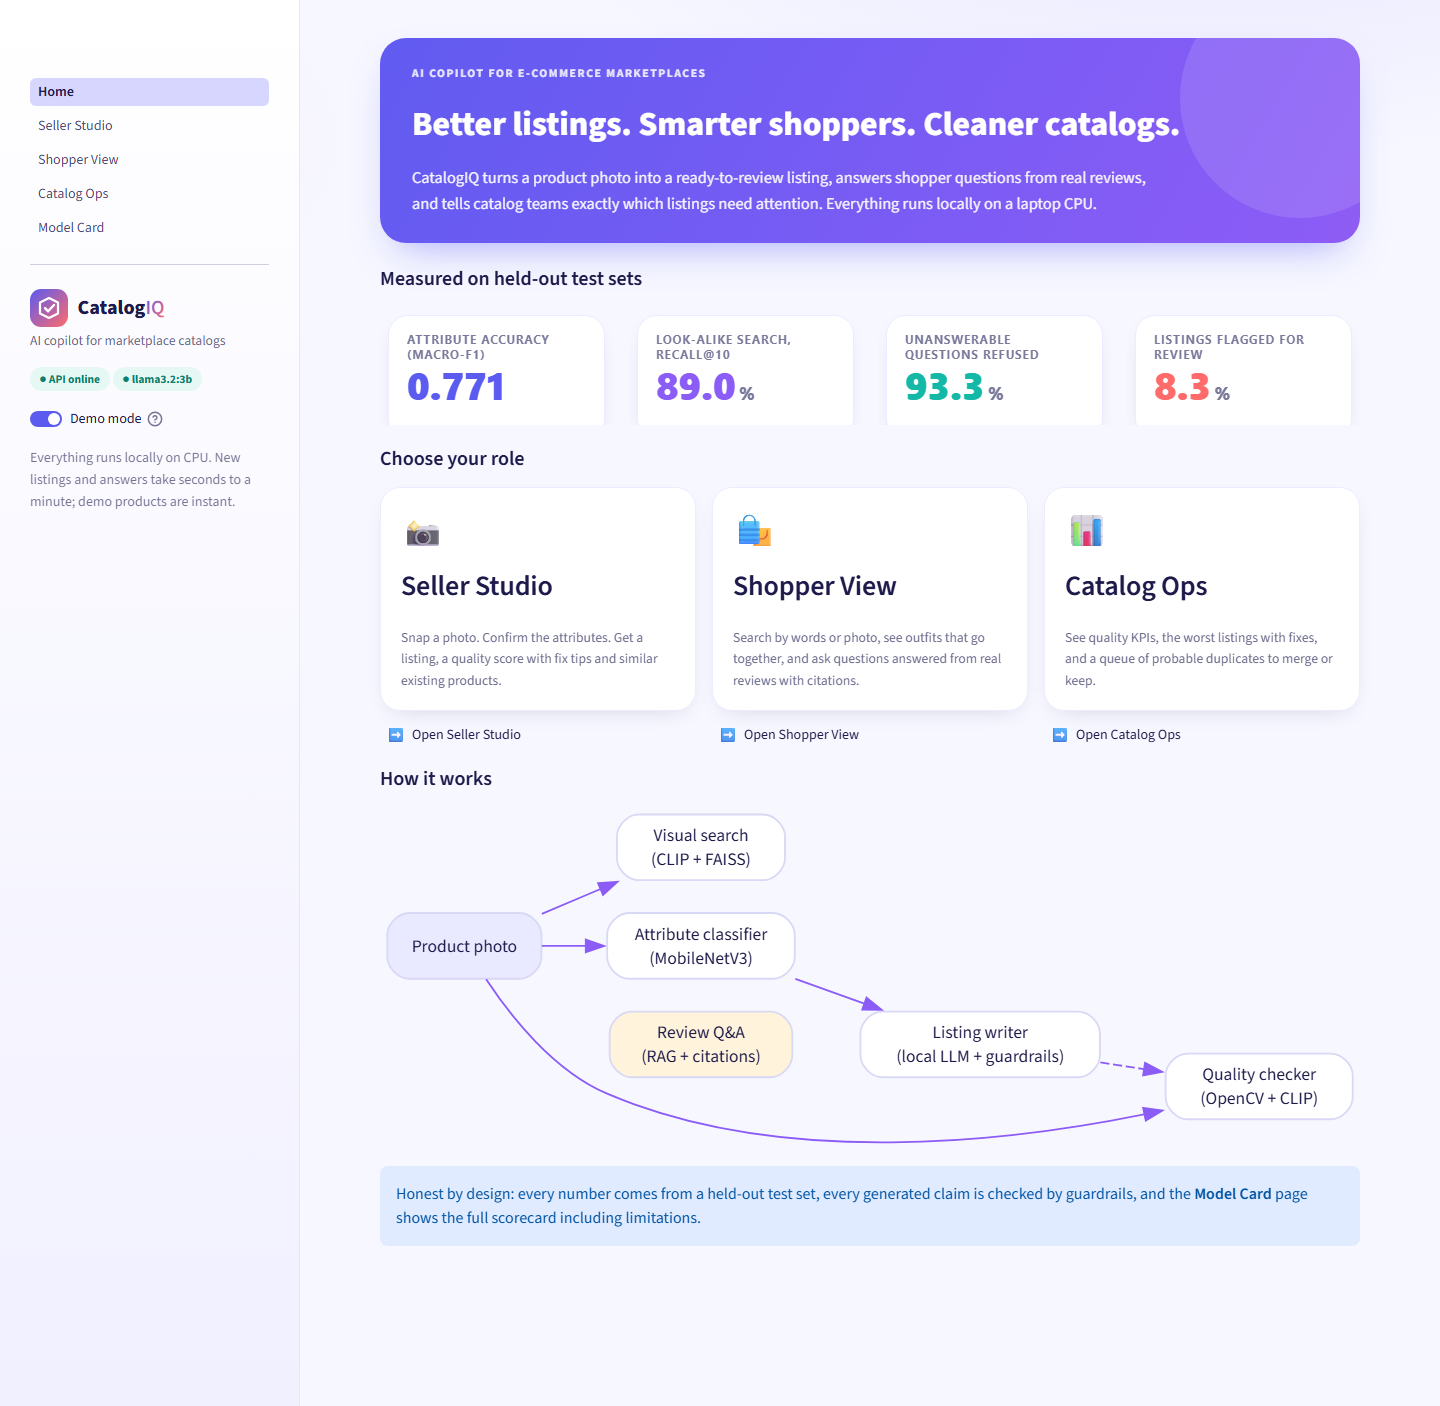 Home
Seller Studio
Shopper View
Catalog Ops
Model Card
CatalogIQ
AI copilot for marketplace catalogs
API online
llama3.2:3b
Demo mode
Everything runs locally on CPU. New
listings and answers take seconds to a
minute; demo products are instant.
AI COPILOT FOR E-COMMERCE MARKETPLACES
Better listings. Smarter shoppers. Cleaner catalogs.
CatalogIQ turns a product photo into a ready-to-review listing, answers shopper questions from real reviews,
and tells catalog teams exactly which listings need attention. Everything runs locally on a laptop CPU.
Measured on held-out test sets
ATTRIBUTE ACCURACY
(MACRO-F1)
0.771
LOOK-ALIKE SEARCH,
RECALL@10
89.0 %
UNANSWERABLE
QUESTIONS REFUSED
93.3 %
LISTINGS FLAGGED FOR
REVIEW
8.3 %
Choose your role
Seller Studio
Snap a photo. Confirm the attributes. Get a
listing, a quality score with fix tips and similar
existing products.
Open Seller Studio
Shopper View
Search by words or photo, see outfits that go
together, and ask questions answered from real
reviews with citations.
Open Shopper View
Catalog Ops
See quality KPIs, the worst listings with fixes,
and a queue of probable duplicates to merge or
keep.
Open Catalog Ops
How it works
Visual search
(CLIP + FAISS)
Product photo
Attribute classifier
(MobileNetV3)
Review Q&A
(RAG + citations)
Listing writer
(local LLM + guardrails)
Quality checker
(OpenCV + CLIP)
Honest by design: every number comes from a held-out test set, every generated claim is checked by guardrails, and the Model Card page
shows the full scorecard including limitations.